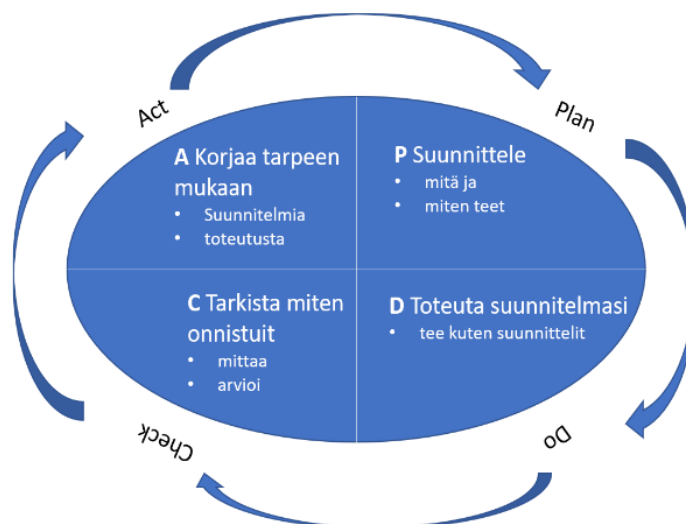 Act
Plan
A Korjaa tarpeen
mukaan
• Suunnitelmia
• toteutusta
P Suunnittele
• mitä ja
• miten teet
C Tarkista miten
onnistuit
• mittaa
• arvioi
D Toteuta suunnitelmasi
• tee kuten suunnittelit
Check
Do